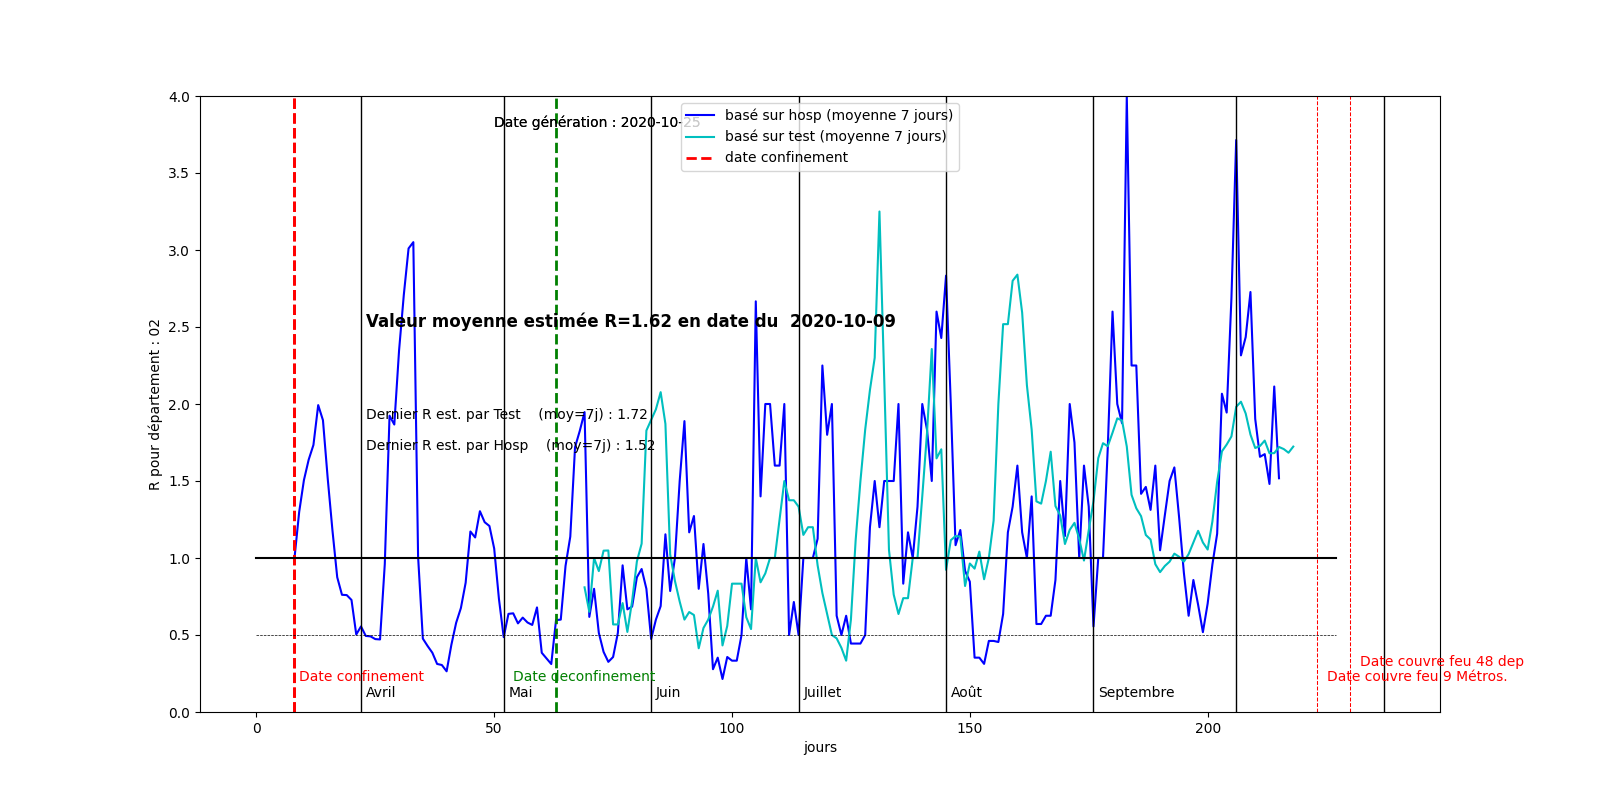 Date génération : 2020-10-25
basé sur hosp (moyenne 7 jours)
basé sur test (moyenne 7 jours)
date confinement
4.0
3.5
3.0
2.5
2.0
1.5
1.0
0.5
0.0
R pour département : 02
Valeur moyenne estimée R=1.62 en date du 2020-10-09
Dernier R est. par Test (moy=7j) : 1.72
Dernier R est. par Hosp (moy=7j) : 1.52
Date couvre feu 48 dep
Date confinement
Date deconfinement
Date couvre feu 9 Métros.
Avril
Mai
Juin
Juillet
Août
Septembre
0
50
100
150
200
jours